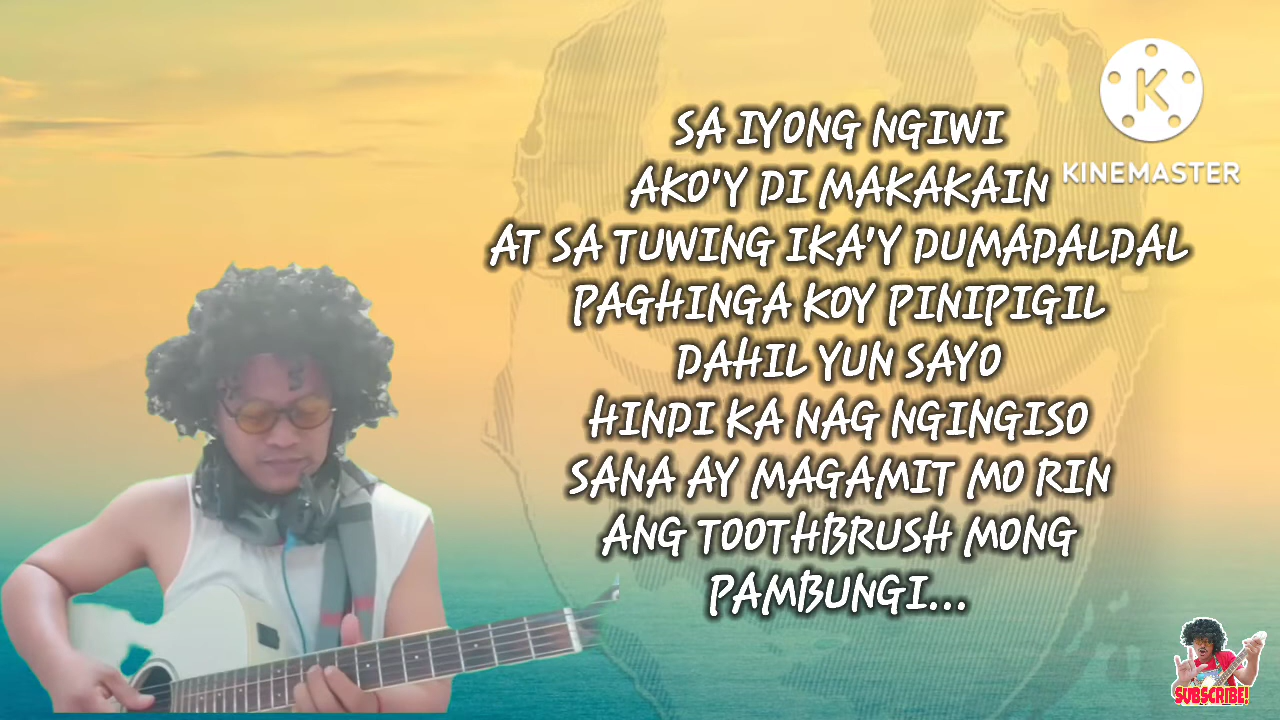 SA IYONG NGIWI
AKO'Y DI MAKAKAIN
AT SA TUWING IKA'Y DUMADALDAL
PAGHINGA KOY PINIPIGIL
DAHIL YUN SAYO
HINDI KA NAG NGINGISO
SANA AY MAGAMIT MO RIN
ANG TOOTHBRUSH MONG
PAMBUNGI...
K
KINEMASTER
SUBSCRIBE!